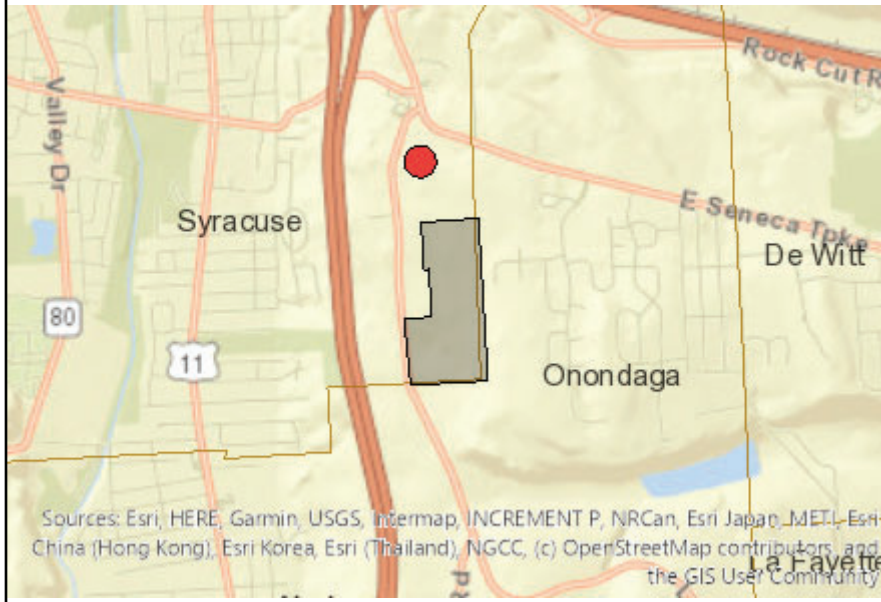 Rock Cut R
Valley Dr
Syracuse
E Seneca Tpke
De Witt
80
11
Onondaga
Sources: Esri, HERE, Garmin, USGS, Intermap, INCREMENT P, NRCan, Esri Japan, METI, Esri
China (Hong Kong), Esri Korea, Esri (Thailand), NGCC, (c) OpenStreetMap contributors, and
La Fayette
the GIS User Community